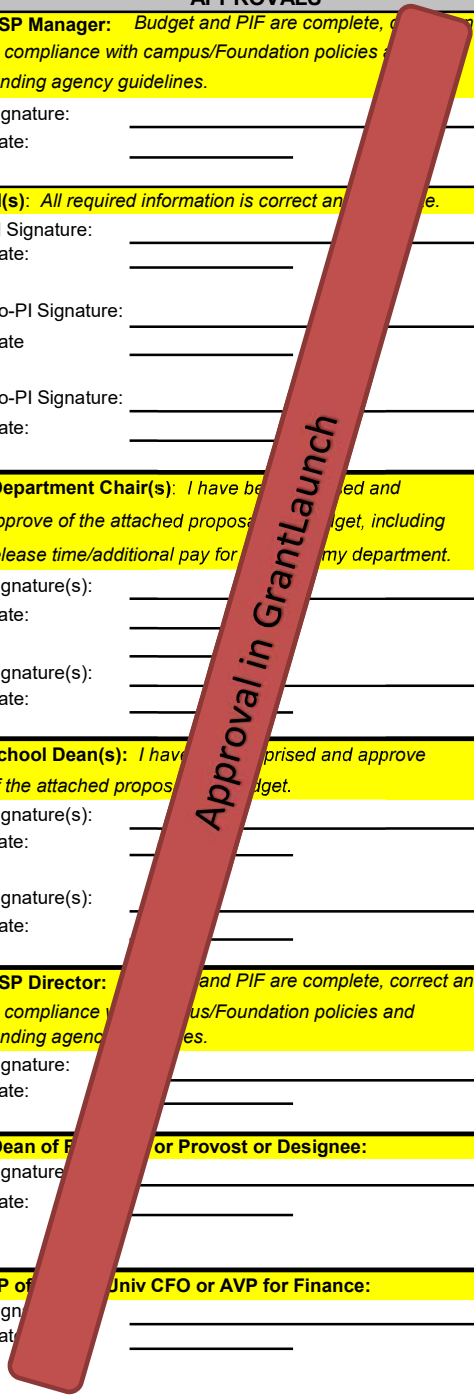 APPROVALS
SP Manager: Budget and PIF are complete,
compliance with campus/Foundation policies
nding agency guidelines.
gnature:
ate:
l(s): All required information is correct an e.
l Signature:
ate:
o-PI Signature:
ate
o-PI Signature:
ate:
Department Chair(s): I have be sed and
pprove of the attached proposa get, including
elease time/additional pay for my department.
gnature(s):
ate:
gnature(s):
ate:
chool Dean(s): I have prised and approve
f the attached propos dget.
gnature(s):
ate:
gnature(s):
ate:
SP Director: and PIF are complete, correct an
compliance us/Foundation policies and
nding agenc es.
gnature:
ate:
Dean of or Provost or Designee:
gnature
ate:
P of Univ CFO or AVP for Finance:
gn
at
Approval in GrantLaunch